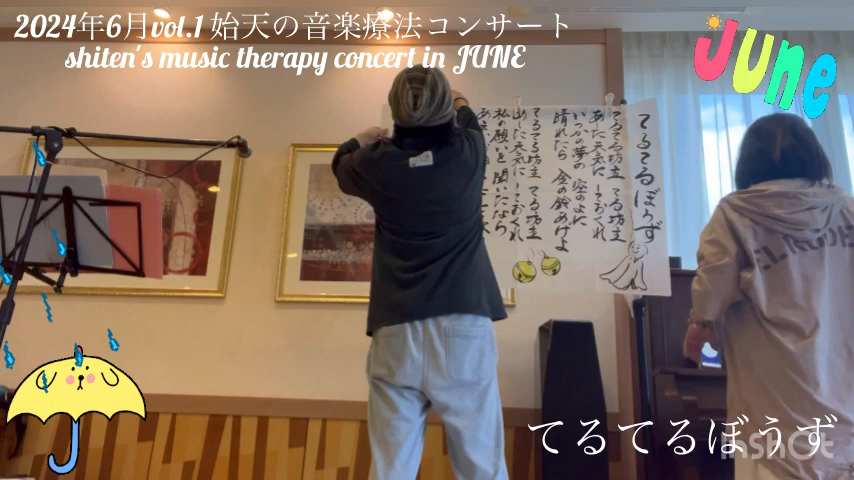 2024年6月vol.1 始天の音楽療法コンサート
shiten's music therapy concert in JUNE
JUNE
てるてるぼうず
てるてる坊主 てる坊主
あした天気に しておくれ
いつかの夢の 空のよに
晴れたら 金の鈴あげよ
てるてる坊主 てる坊主
あした天気に しておくれ
私の願いを 聞いたなら
てるてるぼうず
InShOt